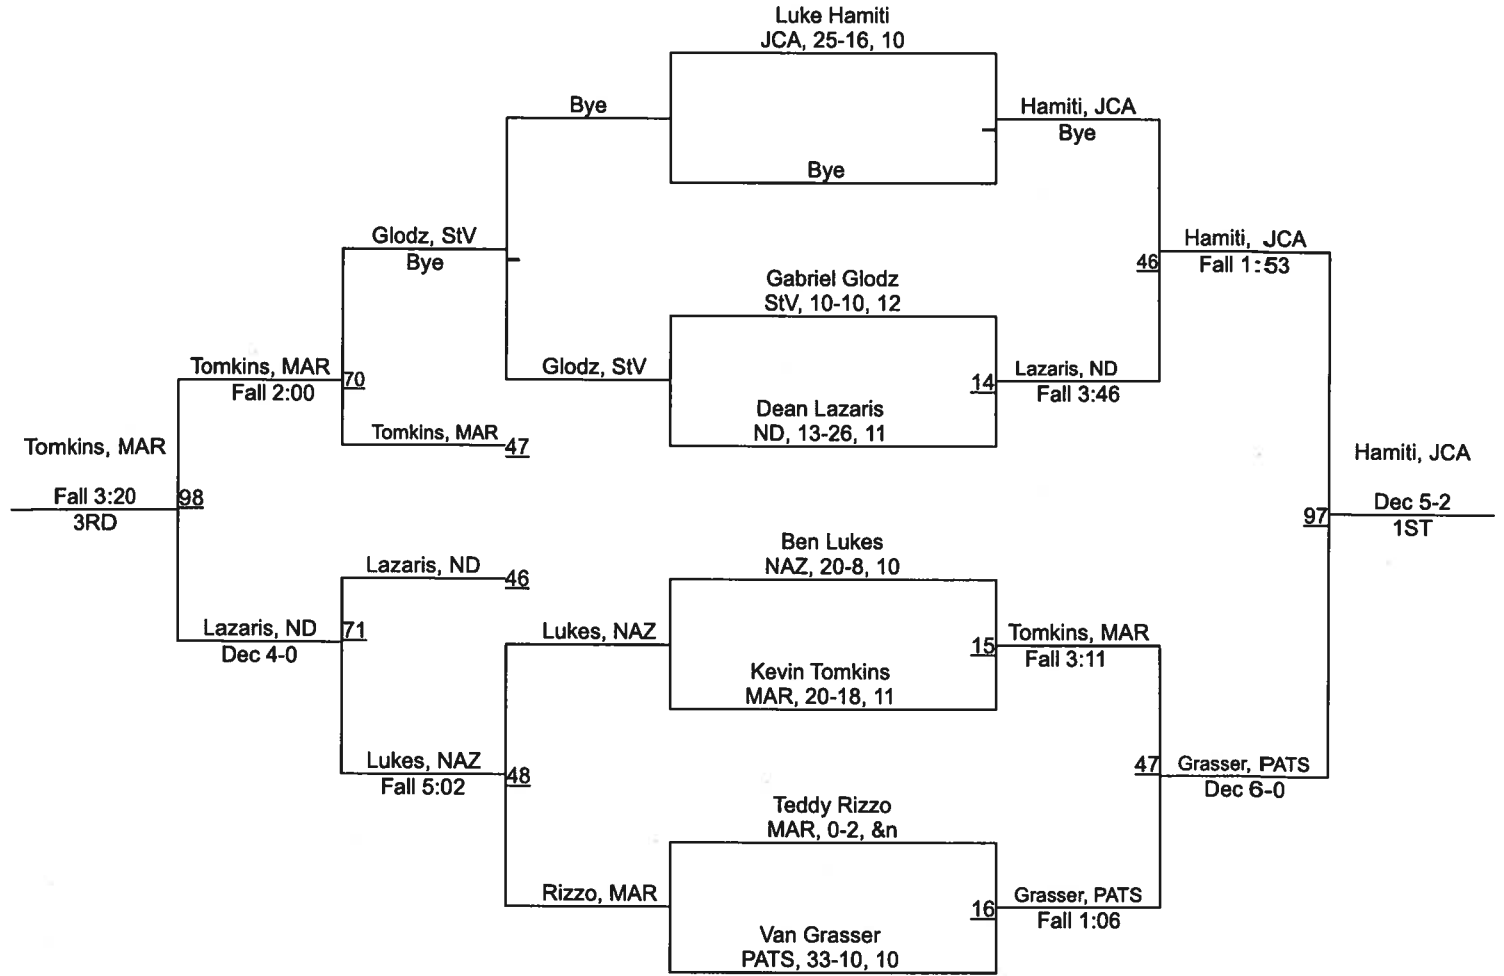 Luke Hamiti
JCA, 25-16, 10
Bye
Hamiti, JCA
Bye
Bye
Glodz, StV
Bye
Hamiti, JCA
Fall 1:53
46
Gabriel Glodz
StV, 10-10, 12
Glodz, StV
Lazaris, ND
Fall 3:46
14
Tomkins, MAR
Fall 2:00
70
Dean Lazaris
ND, 13-26, 11
Tomkins, MAR
47
Tomkins, MAR
Fall 3:20
3RD
98
Hamiti, JCA
Dec 5-2
1ST
97
Ben Lukes
NAZ, 20-8, 10
Lazaris, ND
46
Lazaris, ND
Dec 4-0
71
Lukes, NAZ
Tomkins, MAR
Fall 3:11
15
Kevin Tomkins
MAR, 20-18, 11
Lukes, NAZ
Fall 5:02
48
47
Grasser, PATS
Dec 6-0
Teddy Rizzo
MAR, 0-2, &n
Rizzo, MAR
Grasser, PATS
Fall 1:06
16
Van Grasser
PATS, 33-10, 10